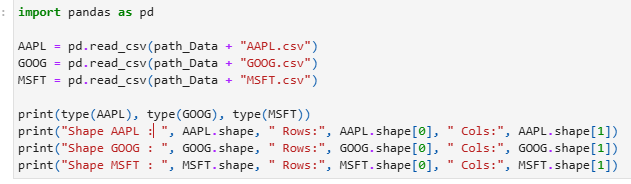 :
import pandas as pd
AAPL = pd.read_csv(path_Data + "AAPL.csv")
GOOG = pd.read_csv(path_Data + "GOOG.csv")
MSFT = pd.read_csv(path_Data + "MSFT.csv")
print(type(AAPL), type(GOOG), type(MSFT))
print("Shape AAPL : ", AAPL.shape, " Rows:", AAPL.shape[0], " Cols:", AAPL.shape[1])
print("Shape GOOG : ", GOOG.shape, " Rows:", GOOG.shape[0], " Cols:", GOOG.shape[1])
print("Shape MSFT : ", MSFT.shape, " Rows:", MSFT.shape[0], " Cols:", MSFT.shape[1])